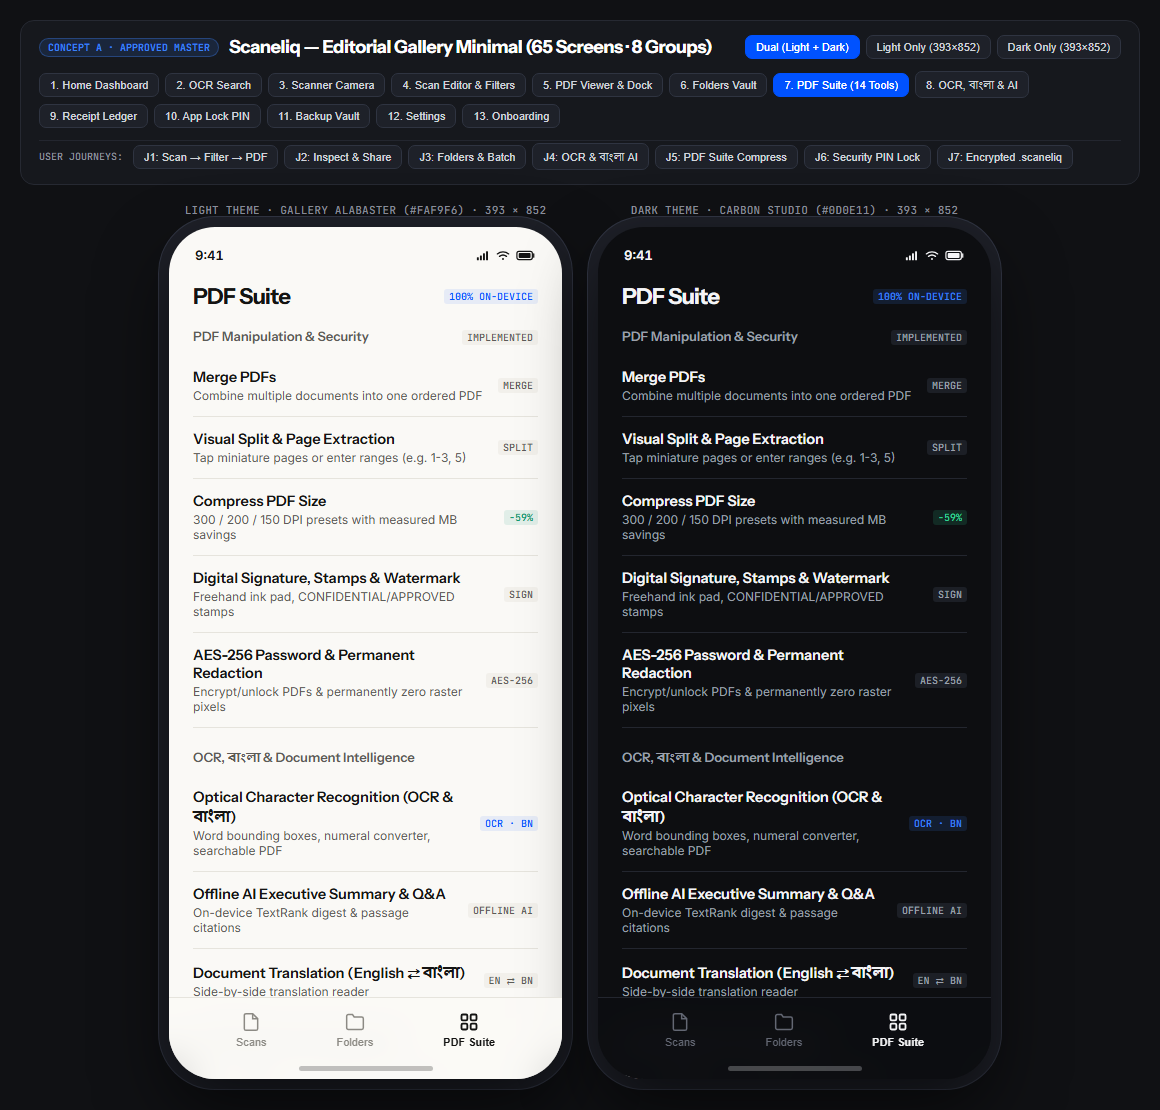 CONCEPT A · APPROVED MASTER
Scaneliq — Editorial Gallery Minimal (65 Screens · 8 Groups)
Dual (Light + Dark)
Light Only (393×852)
Dark Only (393×852)
1. Home Dashboard
2. OCR Search
3. Scanner Camera
4. Scan Editor & Filters
5. PDF Viewer & Dock
6. Folders Vault
7. PDF Suite (14 Tools)
8. OCR, বাংলা & AI
9. Receipt Ledger
10. App Lock PIN
11. Backup Vault
12. Settings
13. Onboarding
USER JOURNEYS:
J1: Scan → Filter → PDF
J2: Inspect & Share
J3: Folders & Batch
J4: OCR & বাংলা AI
J5: PDF Suite Compress
J6: Security PIN Lock
J7: Encrypted .scaneliq
LIGHT THEME · GALLERY ALABASTER (#FAF9F6) · 393 × 852
9:41
PDF Suite
100% ON-DEVICE
PDF Manipulation & Security
IMPLEMENTED
Merge PDFs
Combine multiple documents into one ordered PDF
MERGE
Visual Split & Page Extraction
Tap miniature pages or enter ranges (e.g. 1-3, 5)
SPLIT
Compress PDF Size
300 / 200 / 150 DPI presets with measured MB
savings
-59%
Digital Signature, Stamps & Watermark
Freehand ink pad, CONFIDENTIAL/APPROVED
stamps
SIGN
AES-256 Password & Permanent
Redaction
Encrypt/unlock PDFs & permanently zero raster
pixels
AES-256
OCR, বাংলা & Document Intelligence
Optical Character Recognition (OCR &
বাংলা)
Word bounding boxes, numeral converter,
searchable PDF
OCR · BN
Offline AI Executive Summary & Q&A
On-device TextRank digest & passage
citations
OFFLINE AI
Document Translation (English ⇄ বাংলা)
Side-by-side translation reader
EN ⇄ BN
Scans
Folders
PDF Suite
DARK THEME · CARBON STUDIO (#0D0E11) · 393 × 852
9:41
PDF Suite
100% ON-DEVICE
PDF Manipulation & Security
IMPLEMENTED
Merge PDFs
Combine multiple documents into one ordered PDF
MERGE
Visual Split & Page Extraction
Tap miniature pages or enter ranges (e.g. 1-3, 5)
SPLIT
Compress PDF Size
300 / 200 / 150 DPI presets with measured MB
savings
-59%
Digital Signature, Stamps & Watermark
Freehand ink pad, CONFIDENTIAL/APPROVED
stamps
SIGN
AES-256 Password & Permanent
Redaction
Encrypt/unlock PDFs & permanently zero raster
pixels
AES-256
OCR, বাংলা & Document Intelligence
Optical Character Recognition (OCR &
বাংলা)
Word bounding boxes, numeral converter,
searchable PDF
OCR · BN
Offline AI Executive Summary & Q&A
On-device TextRank digest & passage
citations
OFFLINE AI
Document Translation (English ⇄ বাংলা)
Side-by-side translation reader
EN ⇄ BN
Scans
Folders
PDF Suite